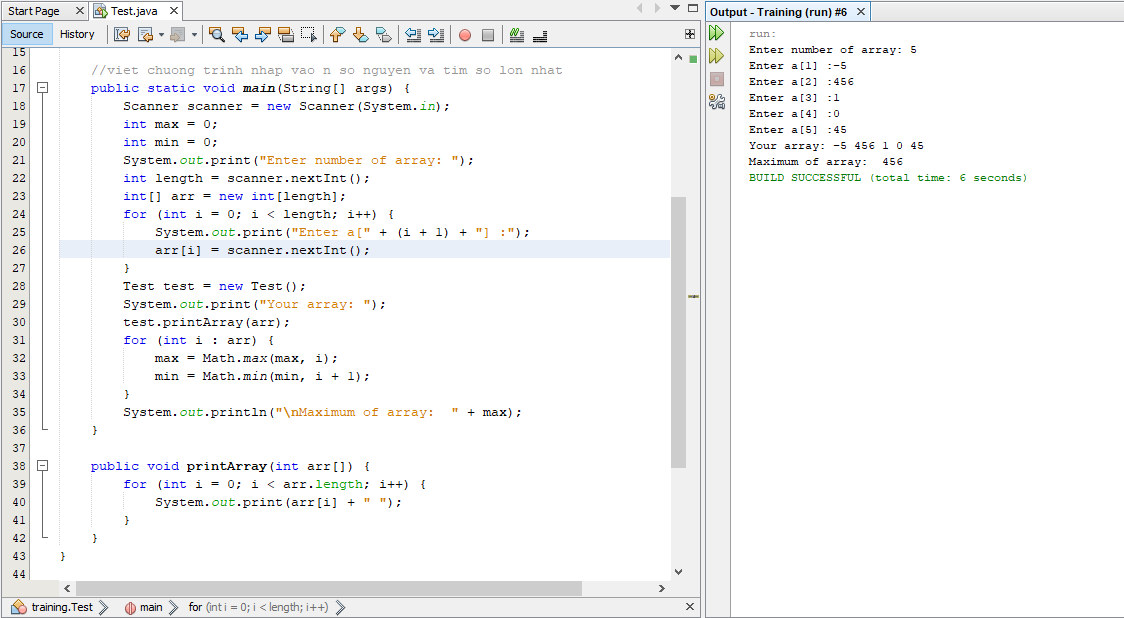 Start Page
Test.java
Source
History
15
16 //viet chuong trinh nhap vao n so nguyen va tim so lon nhat
17 public static void main(String[] args) {
18 Scanner scanner = new Scanner(System.in);
19 int max = 0;
20 int min = 0;
21 System.out.print("Enter number of array: ");
22 int length = scanner.nextInt();
23 int[] arr = new int[length];
24 for (int i = 0; i < length; i++) {
25 System.out.print("Enter a[" + (i + 1) + "] :");
26 arr[i] = scanner.nextInt();
27 }
28 Test test = new Test();
29 System.out.print("Your array: ");
30 test.printArray(arr);
31 for (int i : arr) {
32 max = Math.max(max, i);
33 min = Math.min(min, i + 1);
34 }
35 System.out.println("\nMaximum of array:  " + max);
36 }
37
38 public void printArray(int arr[]) {
39 for (int i = 0; i < arr.length; i++) {
40 System.out.print(arr[i] + " ");
41 }
42 }
43 }
44
training.Test
main
for (int i = 0; i < length; i++)
Output - Training (run) #6
run:
Enter number of array: 5
Enter a[1] :-5
Enter a[2] :456
Enter a[3] :1
Enter a[4] :0
Enter a[5] :45
Your array: -5 456 1 0 45
Maximum of array:  456
BUILD SUCCESSFUL (total time: 6 seconds)